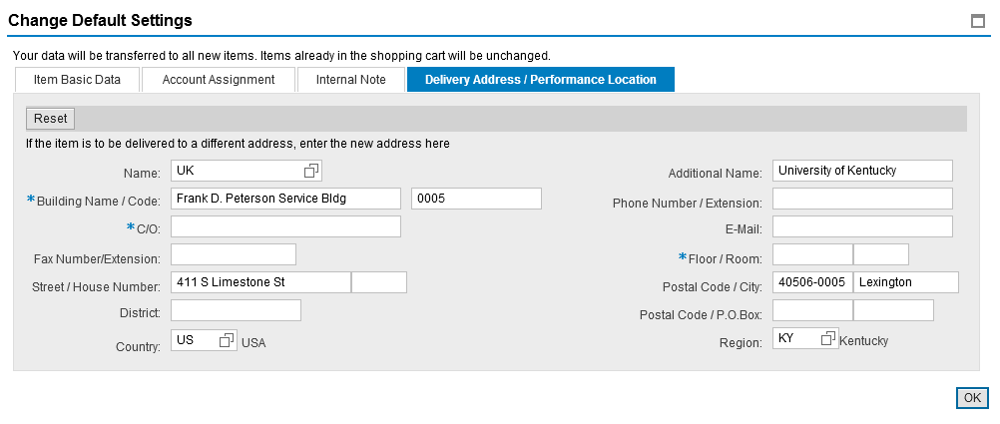 Change Default Settings
Your data will be transferred to all new items. Items already in the shopping cart will be unchanged.
Item Basic Data Account Assignment Internal Note Delivery Address / Performance Location
Reset
If the item is to be delivered to a different address, enter the new address here
Name: UK Additional Name: University of Kentucky
*Building Name / Code: Frank D. Peterson Service Bldg 0005 Phone Number / Extension:
*C/O: E-Mail:
Fax Number/Extension: *Floor / Room:
Street / House Number: 411 S Limestone St Postal Code / City: 40506-0005 Lexington
District: Postal Code / P.O.Box:
Country: US USA Region: KY Kentucky
OK